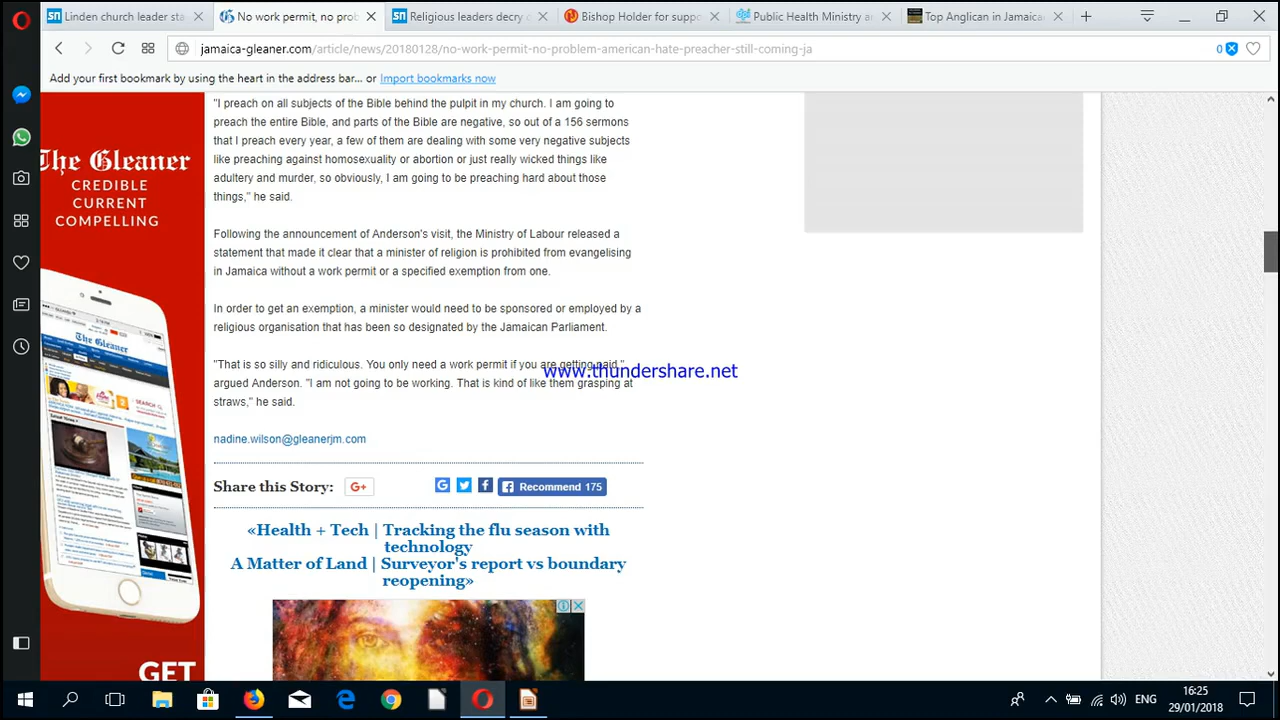 Linden church leader sta
No work permit, no prob
Religious leaders decry c
Bishop Holder for suppo
Public Health Ministry a
Top Anglican in Jamaica
jamaica-gleaner.com/article/news/20180128/no-work-permit-no-problem-american-hate-preacher-still-coming-ja
0
Add your first bookmark by using the heart in the address bar... or Import bookmarks now
"I preach on all subjects of the Bible behind the pulpit in my church. I am going to
preach the entire Bible, and parts of the Bible are negative, so out of a 156 sermons
that I preach every year, a few of them are dealing with some very negative subjects
like preaching against homosexuality or abortion or just really wicked things like
adultery and murder, so obviously, I am going to be preaching hard about those
things," he said.
Following the announcement of Anderson's visit, the Ministry of Labour released a
statement that made it clear that a minister of religion is prohibited from evangelising
in Jamaica without a work permit or a specified exemption from one.
In order to get an exemption, a minister would need to be sponsored or employed by a
religious organisation that has been so designated by the Jamaican Parliament.
"That is so silly and ridiculous. You only need a work permit if you are getting paid,"
www.thundershare.net
argued Anderson. "I am not going to be working. That is kind of like them grasping at
straws," he said.
nadine.wilson@gleanerjm.com
Share this Story:
G+
Recommend 175
«Health + Tech | Tracking the flu season with
technology
A Matter of Land | Surveyor's report vs boundary
reopening»
The Gleaner
CREDIBLE
CURRENT
COMPELLING
The Gleaner
GET
ENG
16:25
29/01/2018